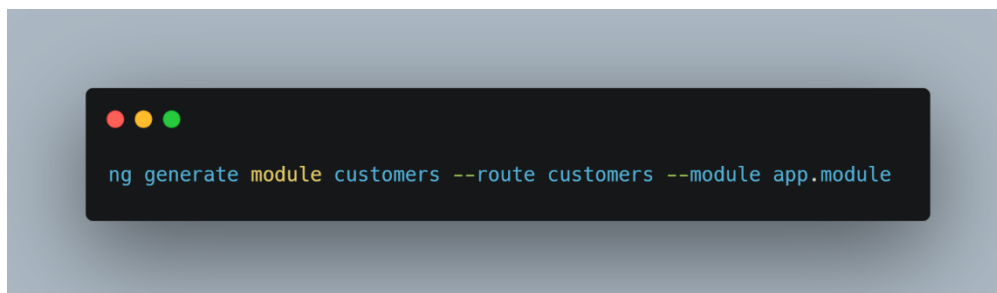 ng generate module customers --route customers --module app.module